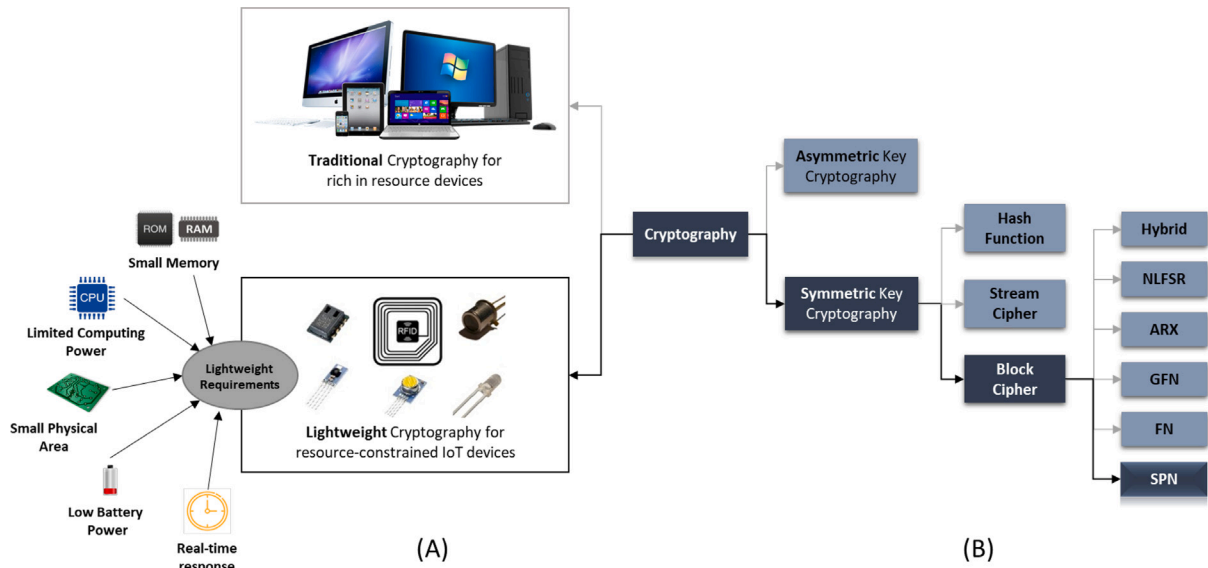 Traditional Cryptography for
rich in resource devices
ROM
RAM
Small Memory
CPU
Limited Computing
Power
Small Physical
Area
Low Battery
Power
Real-time
response
Lightweight
Requirements
RFID
Lightweight Cryptography for
resource-constrained IoT devices
(A)
Cryptography
Asymmetric Key
Cryptography
Symmetric Key
Cryptography
Hash
Function
Stream
Cipher
Block
Cipher
Hybrid
NLFSR
ARX
GFN
FN
SPN
(B)